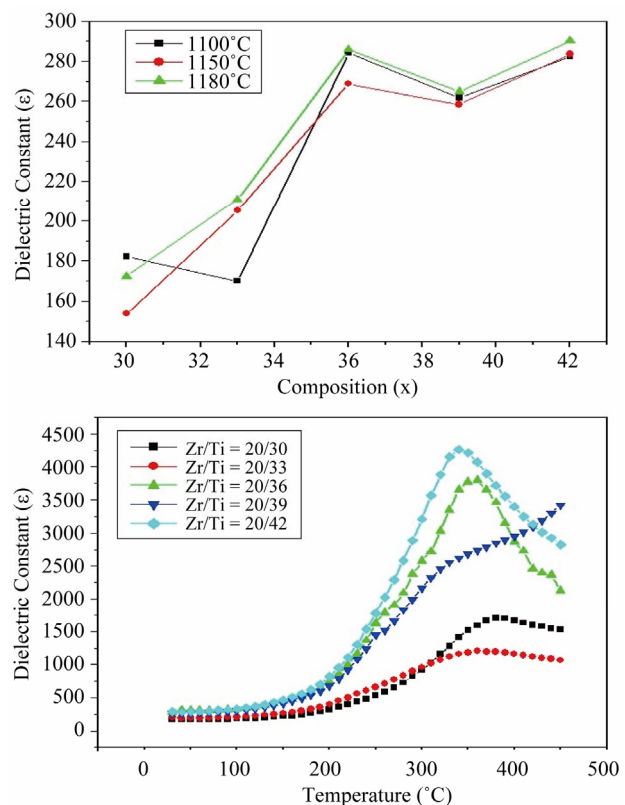 300
280
260
240
220
200
180
160
140
Dielectric Constant (ε)
1100˚C
1150˚C
1180˚C
30 32 34 36 38 40 42
Composition (x)
4500
4000
3500
3000
2500
2000
1500
1000
500
0
Dielectric Constant (ε)
Zr/Ti = 20/30
Zr/Ti = 20/33
Zr/Ti = 20/36
Zr/Ti = 20/39
Zr/Ti = 20/42
0 100 200 300 400 500
Temperature (˚C)